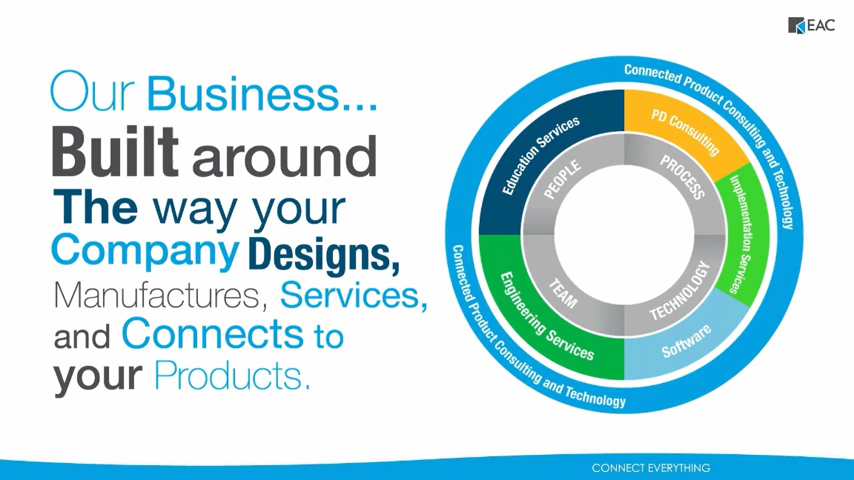 EAC
Our Business...
Built around
The way your
Company Designs,
Manufactures, Services,
and Connects to
your Products.
Connected Product Consulting and Technology
Education Services
PD Consulting
PEOPLE
PROCESS
Implementation Services
TEAM
TECHNOLOGY
Engineering Services
Software
Connected Product Consulting and Technology
CONNECT EVERYTHING